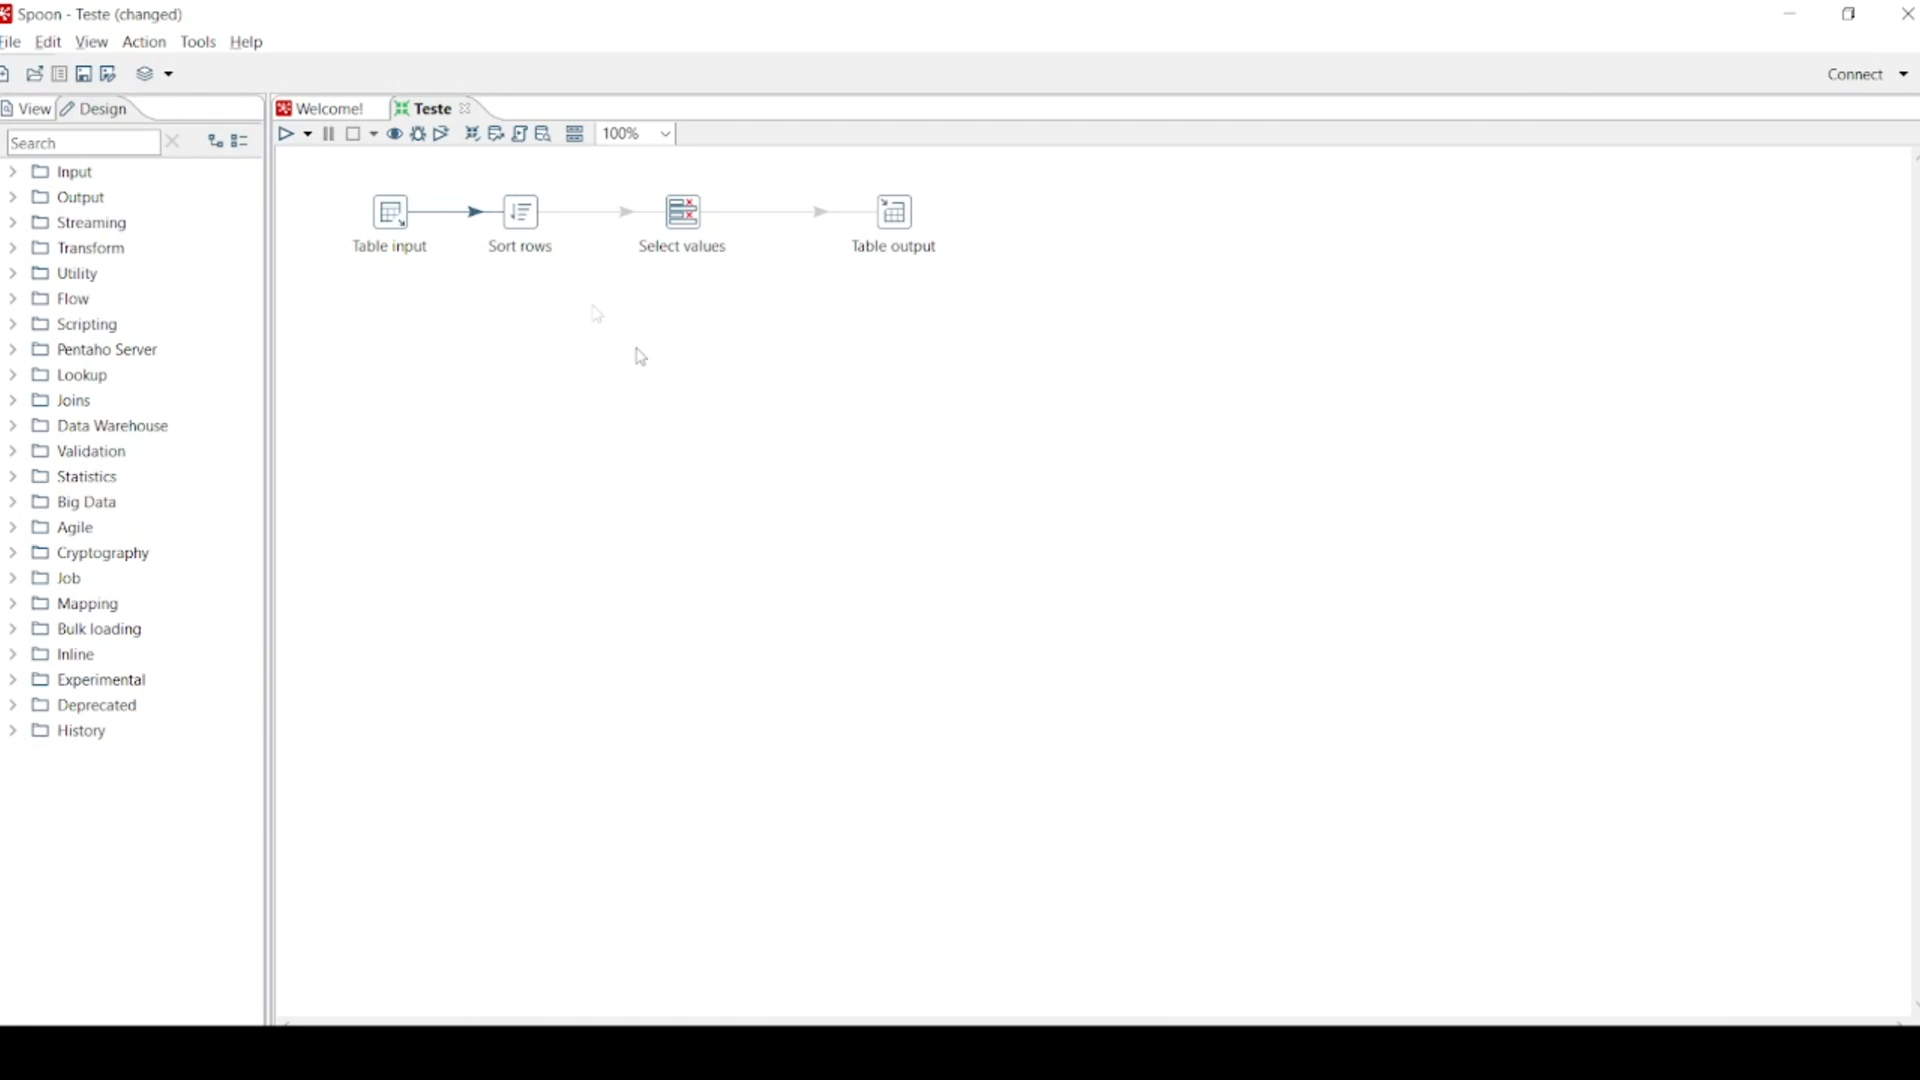 Spoon - Teste (changed)
File Edit View Action Tools Help
Connect
View Design
Welcome! Teste
Search
100%
Input
Output
Streaming
Transform
Utility
Flow
Scripting
Pentaho Server
Lookup
Joins
Data Warehouse
Validation
Statistics
Big Data
Agile
Cryptography
Job
Mapping
Bulk loading
Inline
Experimental
Deprecated
History
Table input Sort rows Select values Table output